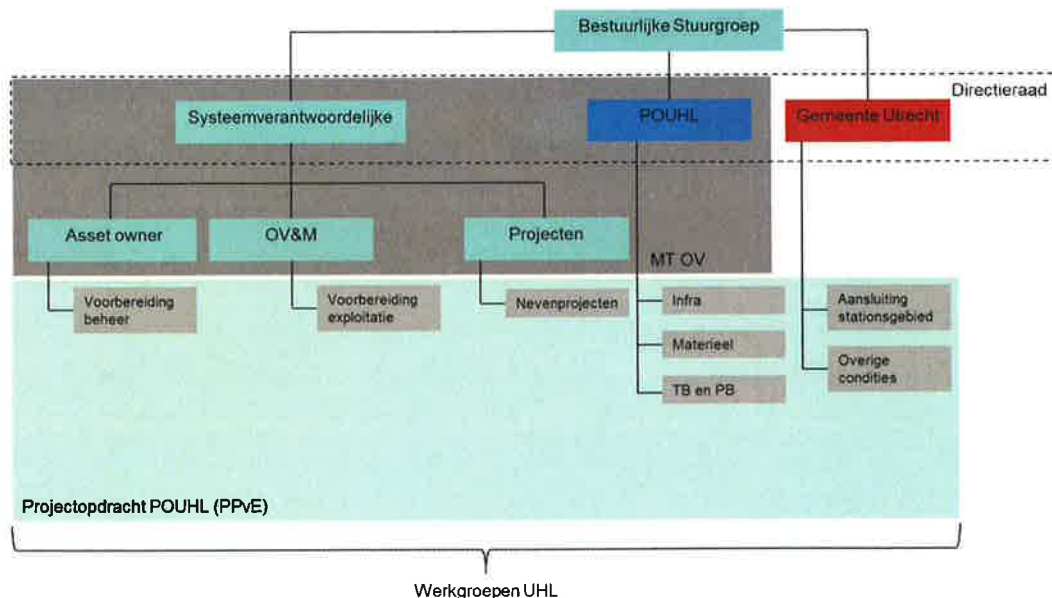 Bestuurlijke Stuurgroep
Directieraad
Systeemverantwoordelijke
POUHL
Gemeente Utrecht
Asset owner
OV&M
Projecten
MT OV
Voorbereiding
beheer
Voorbereiding
exploitatie
Nevenprojecten
Infra
Materieel
TB en PB
Aansluiting
stationsgebied
Overige
condities
Projectopdracht POUHL (PPvE)
Werkgroepen UHL